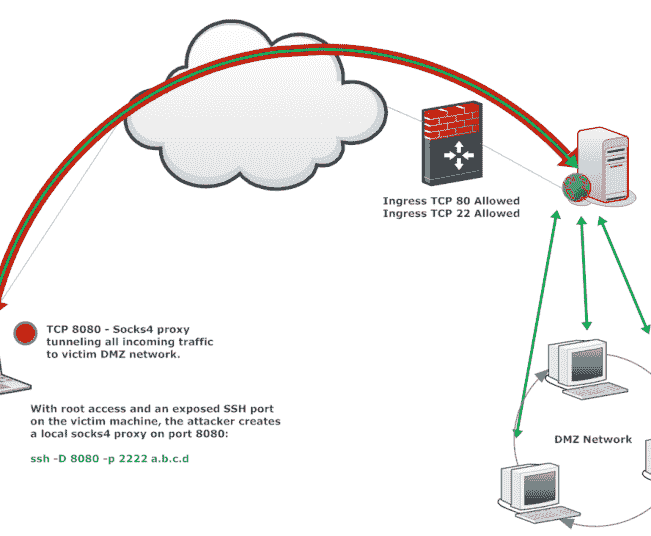 Ingress TCP 80 Allowed
Ingress TCP 22 Allowed
TCP 8080 - Socks4 proxy
tunneling all incoming traffic
to victim DMZ network.
With root access and an exposed SSH port
on the victim machine, the attacker creates
a local socks4 proxy on port 8080:
ssh -D 8080 -p 2222 a.b.c.d
DMZ Network